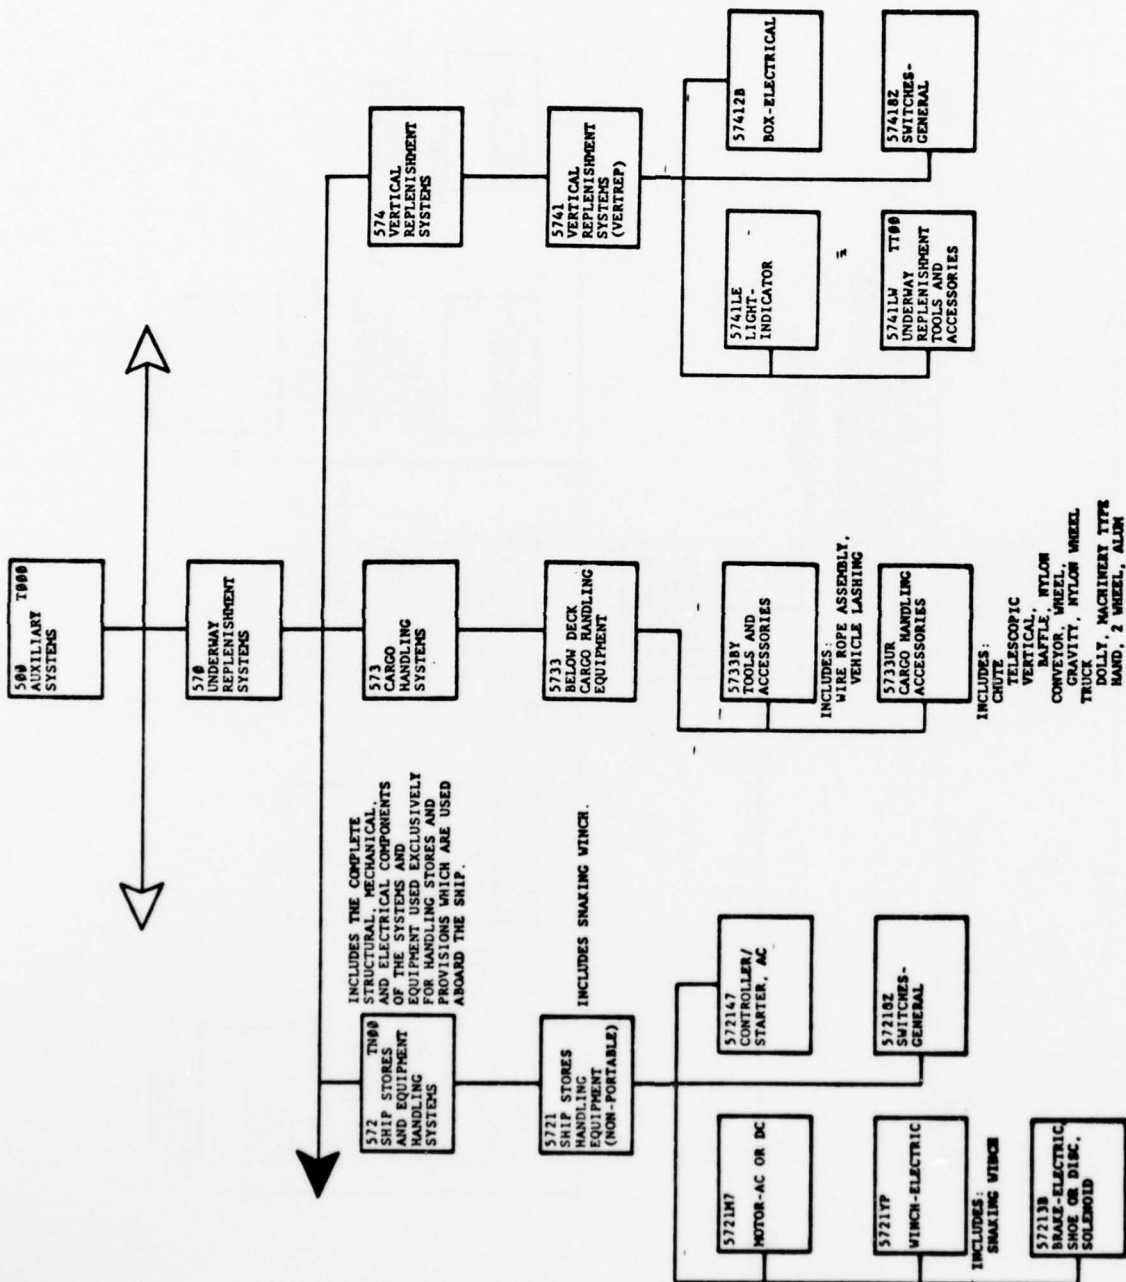 500 T000
AUXILIARY
SYSTEMS
570
UNDERWAY
REPLENISHMENT
SYSTEMS
572 TN00
SHIP STORES
AND EQUIPMENT
HANDLING
SYSTEMS
INCLUDES THE COMPLETE
STRUCTURAL, MECHANICAL,
AND ELECTRICAL COMPONENTS
OF THE SYSTEMS AND
EQUIPMENT USED EXCLUSIVELY
FOR HANDLING STORES AND
PROVISIONS WHICH ARE USED
ABOARD THE SHIP.
573
CARGO
HANDLING
SYSTEMS
574
VERTICAL
REPLENISHMENT
SYSTEMS
5721
SHIP STORES
HANDLING
EQUIPMENT
(NON-PORTABLE)
INCLUDES SNAKING WINCH.
5733
BELOW DECK
CARGO HANDLING
EQUIPMENT
5741
VERTICAL
REPLENISHMENT
SYSTEMS
(VERTREP)
5721M7
MOTOR-AC OR DC
572147
CONTROLLER/
STARTER, AC
5733BY
TOOLS AND
ACCESSORIES
INCLUDES:
WIRE ROPE ASSEMBLY,
VEHICLE LASHING
5741LE
LIGHT-
INDICATOR
57412B
BOX-ELECTRICAL
5721YP
WINCH-ELECTRIC
INCLUDES:
SNAKING WINCH
57218Z
SWITCHES-
GENERAL
5733UR
CARGO HANDLING
ACCESSORIES
INCLUDES:
CHUTE
TELESCOPIC
VERTICAL,
BAFFLE, NYLON
CONVEYOR, WHEEL,
GRAVITY, NYLON WHEEL
TRUCK
DOLLY, MACHINERY TYPE
HAND, 2 WHEEL, ALUM
5741LW TT00
UNDERWAY
REPLENISHMENT
TOOLS AND
ACCESSORIES
57418Z
SWITCHES-
GENERAL
57213B
BRAKE-ELECTRIC,
SHOE OR DISC,
SOLENOID